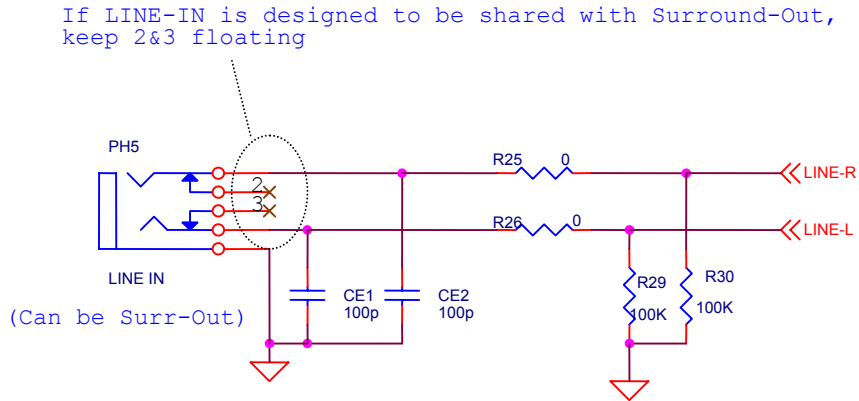 If LINE-IN is designed to be shared with Surround-Out,
keep 2&3 floating
PH5
R25
0
2
LINE-R
3
R26
0
LINE-L
LINE IN
CE1
100p
CE2
100p
R29
100K
R30
100K
(Can be Surr-Out)